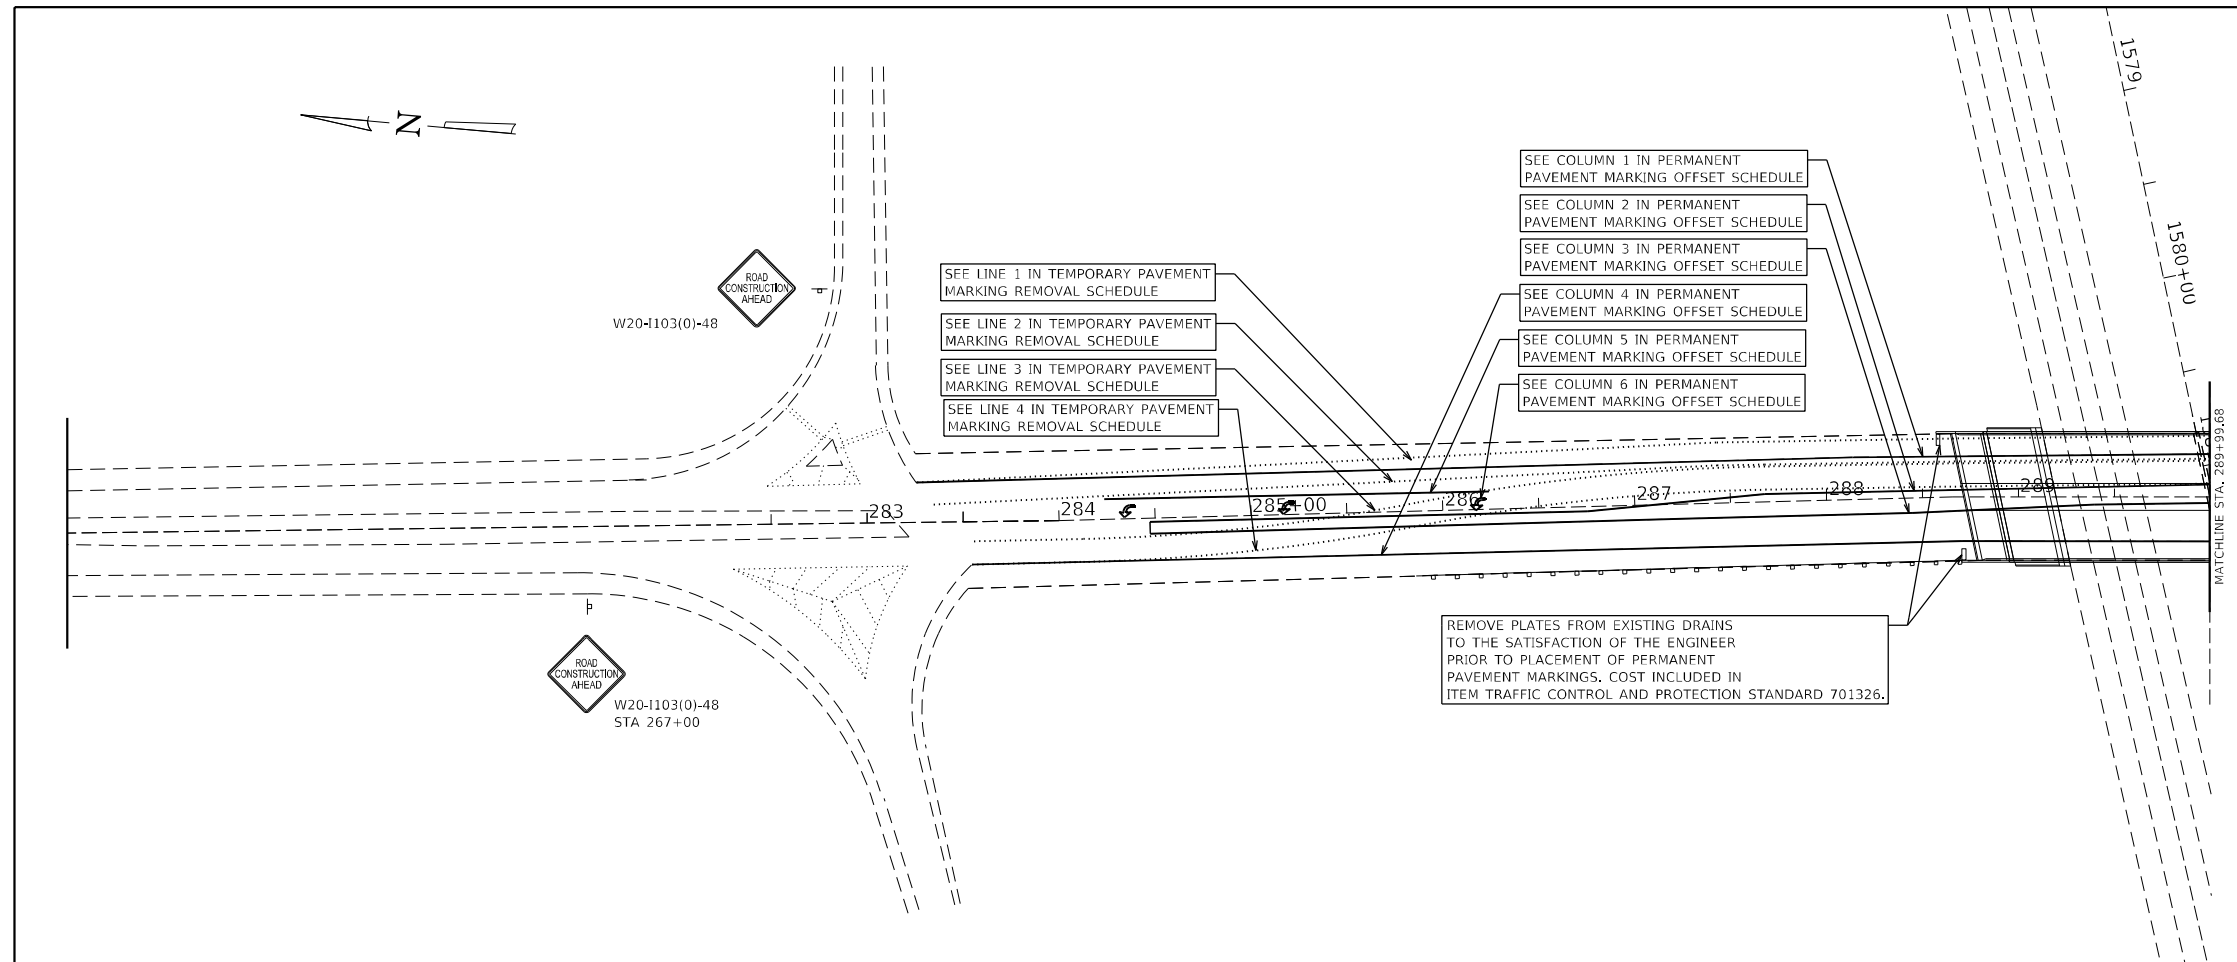 N
1579
1580+00
ROAD
CONSTRUCTION
AHEAD
W20-I103(0)-48
SEE LINE 1 IN TEMPORARY PAVEMENT
MARKING REMOVAL SCHEDULE
SEE LINE 2 IN TEMPORARY PAVEMENT
MARKING REMOVAL SCHEDULE
SEE LINE 3 IN TEMPORARY PAVEMENT
MARKING REMOVAL SCHEDULE
SEE LINE 4 IN TEMPORARY PAVEMENT
MARKING REMOVAL SCHEDULE
SEE COLUMN 1 IN PERMANENT
PAVEMENT MARKING OFFSET SCHEDULE
SEE COLUMN 2 IN PERMANENT
PAVEMENT MARKING OFFSET SCHEDULE
SEE COLUMN 3 IN PERMANENT
PAVEMENT MARKING OFFSET SCHEDULE
SEE COLUMN 4 IN PERMANENT
PAVEMENT MARKING OFFSET SCHEDULE
SEE COLUMN 5 IN PERMANENT
PAVEMENT MARKING OFFSET SCHEDULE
SEE COLUMN 6 IN PERMANENT
PAVEMENT MARKING OFFSET SCHEDULE
283
284
285+00
286
287
288
289
MATCHLINE STA. 289+99.68
ROAD
CONSTRUCTION
AHEAD
W20-I103(0)-48
STA 267+00
REMOVE PLATES FROM EXISTING DRAINS
TO THE SATISFACTION OF THE ENGINEER
PRIOR TO PLACEMENT OF PERMANENT
PAVEMENT MARKINGS. COST INCLUDED IN
ITEM TRAFFIC CONTROL AND PROTECTION STANDARD 701326.